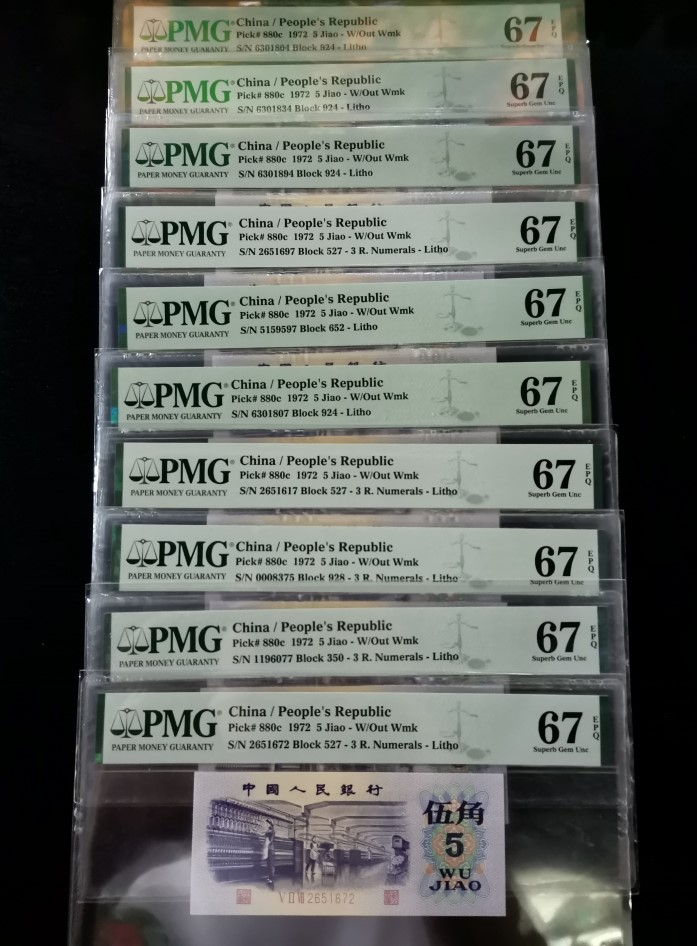 PMG
PAPER MONEY GUARANTY
China / People's Republic
Pick# 880c 1972 5 Jiao - W/Out Wmk
S/N 6301801 Block 924 - Litho
67
EPQ
PMG
PAPER MONEY GUARANTY
China / People's Republic
Pick# 880c 1972 5 Jiao - W/Out Wmk
S/N 6301834 Block 924 - Litho
67
EPQ
Superb Gem Unc
PMG
PAPER MONEY GUARANTY
China / People's Republic
Pick# 880c 1972 5 Jiao - W/Out Wmk
S/N 6301894 Block 924 - Litho
67
EPQ
Superb Gem Unc
PMG
PAPER MONEY GUARANTY
China / People's Republic
Pick# 880c 1972 5 Jiao - W/Out Wmk
S/N 2651697 Block 527 - 3 R. Numerals - Litho
67
EPQ
Superb Gem Unc
PMG
PAPER MONEY GUARANTY
China / People's Republic
Pick# 880c 1972 5 Jiao - W/Out Wmk
S/N 5159597 Block 652 - Litho
67
EPQ
Superb Gem Unc
PMG
PAPER MONEY GUARANTY
China / People's Republic
Pick# 880c 1972 5 Jiao - W/Out Wmk
S/N 6301807 Block 924 - Litho
67
EPQ
Superb Gem Unc
PMG
PAPER MONEY GUARANTY
China / People's Republic
Pick# 880c 1972 5 Jiao - W/Out Wmk
S/N 2651617 Block 527 - 3 R. Numerals - Litho
67
EPQ
Superb Gem Unc
PMG
PAPER MONEY GUARANTY
China / People's Republic
Pick# 880c 1972 5 Jiao - W/Out Wmk
S/N 0008375 Block 928 - 3 R. Numerals - Litho
67
EPQ
Superb Gem Unc
PMG
PAPER MONEY GUARANTY
China / People's Republic
Pick# 880c 1972 5 Jiao - W/Out Wmk
S/N 1196077 Block 350 - 3 R. Numerals - Litho
67
EPQ
Superb Gem Unc
PMG
PAPER MONEY GUARANTY
China / People's Republic
Pick# 880c 1972 5 Jiao - W/Out Wmk
S/N 2651672 Block 527 - 3 R. Numerals - Litho
67
EPQ
Superb Gem Unc
中國人民銀行
伍角
5
WU
JIAO
2651672